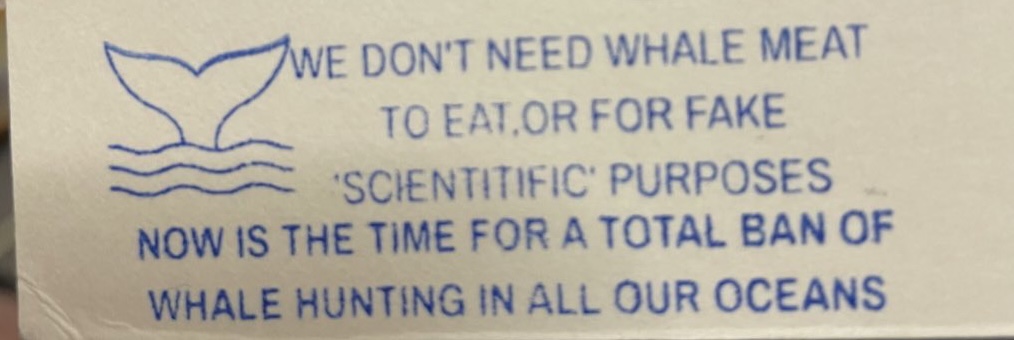 WE DON'T NEED WHALE MEAT
TO EAT.OR FOR FAKE
'SCIENTITIFIC' PURPOSES
NOW IS THE TIME FOR A TOTAL BAN OF
WHALE HUNTING IN ALL OUR OCEANS